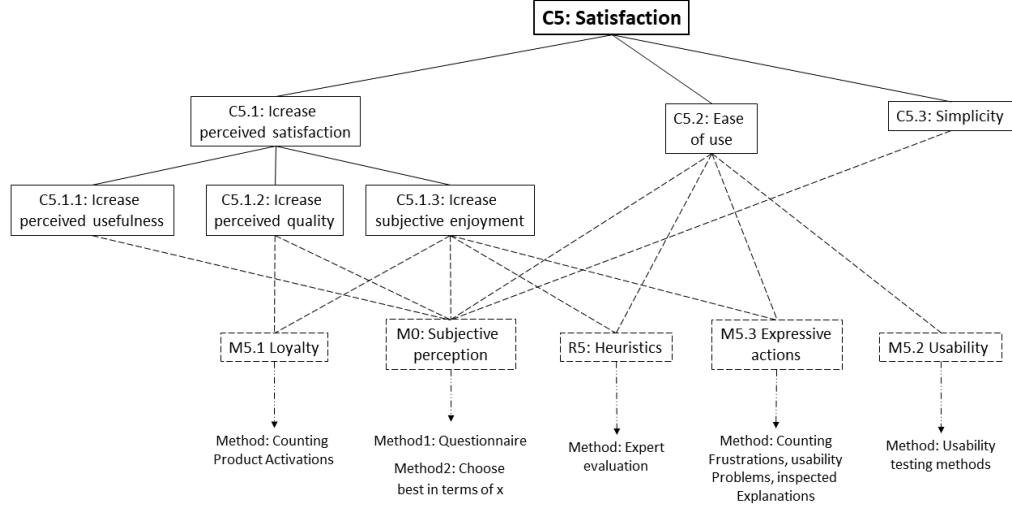 C5: Satisfaction
C5.1: Icrease
perceived satisfaction
C5.2: Ease
of use
C5.3: Simplicity
C5.1.1: Icrease
perceived usefulness
C5.1.2: Icrease
perceived quality
C5.1.3: Icrease
subjective enjoyment
M5.1 Loyalty
M0: Subjective
perception
R5: Heuristics
M5.3 Expressive
actions
M5.2 Usability
Method: Counting
Product Activations
Method1: Questionnaire
Method2: Choose
best in terms of x
Method: Expert
evaluation
Method: Counting
Frustrations, usability
Problems, inspected
Explanations
Method: Usability
testing methods